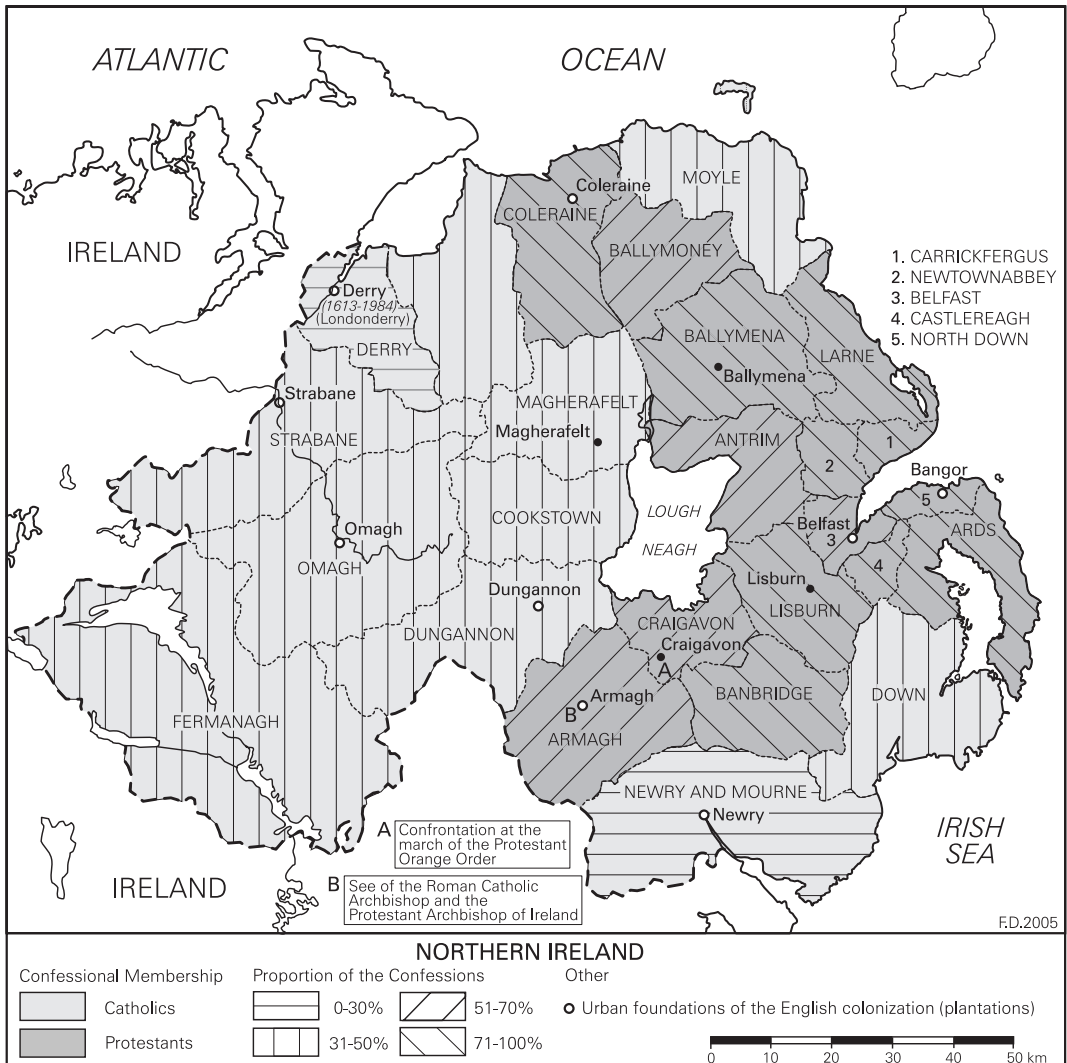 ATLANTIC
OCEAN
IRELAND
Coleraine
COLERAINE
MOYLE
BALLYMONEY
1. CARRICKFERGUS
2. NEWTOWNABBEY
3. BELFAST
4. CASTLEREAGH
5. NORTH DOWN
Derry
(1613-1984)
(Londonderry)
DERRY
BALLYMENA
LARNE
Ballymena
Strabane
STRABANE
MAGHERAFELT
Magherafelt
ANTRIM
1
2
Bangor
5
ARDS
LOUGH
NEAGH
COOKSTOWN
Omagh
OMAGH
Belfast
3
4
Lisburn
LISBURN
Dungannon
DUNGANNON
CRAIGAVON
Craigavon
A
Armagh
B
ARMAGH
BANBRIDGE
DOWN
FERMANAGH
NEWRY AND MOURNE
Newry
IRISH
SEA
A
Confrontation at the
march of the Protestant
Orange Order
IRELAND
B
See of the Roman Catholic
Archbishop and the
Protestant Archbishop of Ireland
F.D.2005
NORTHERN IRELAND
Confessional Membership
Catholics
Protestants
Proportion of the Confessions
0-30%
31-50%
51-70%
71-100%
Other
Urban foundations of the English colonization (plantations)
0 10 20 30 40 50 km